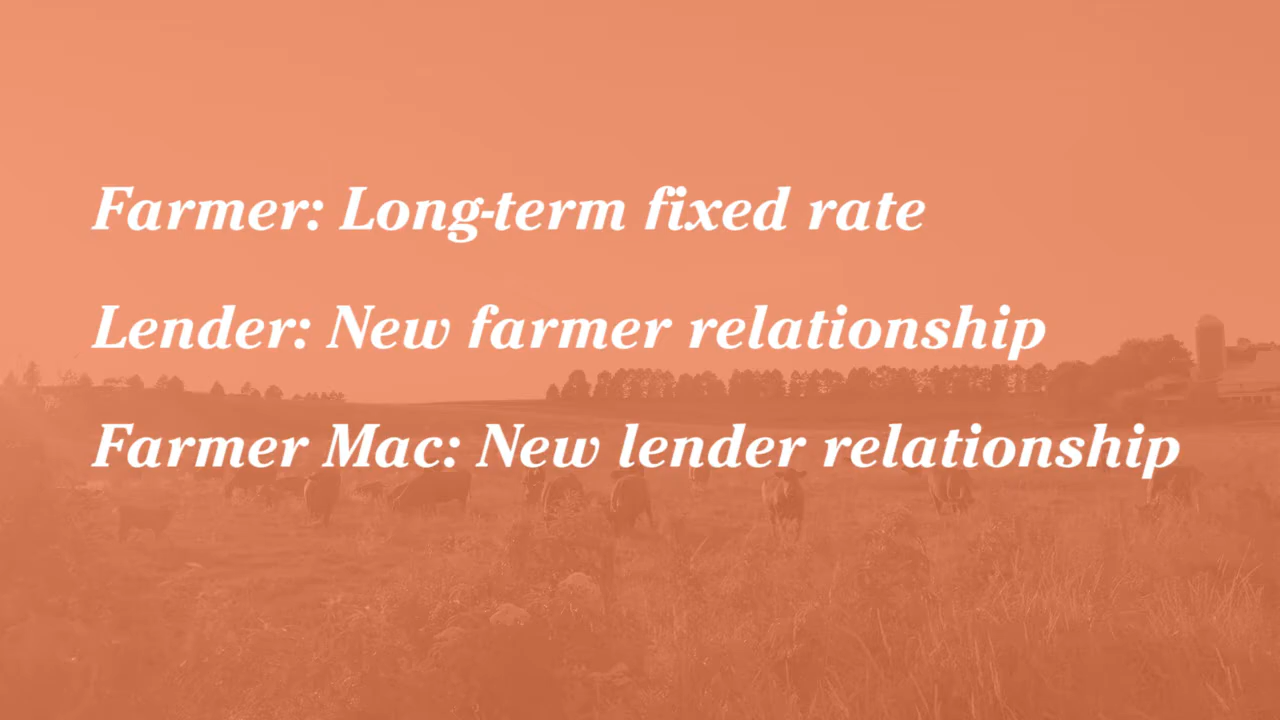 Farmer: Long-term fixed rate
Lender: New farmer relationship
Farmer Mac: New lender relationship